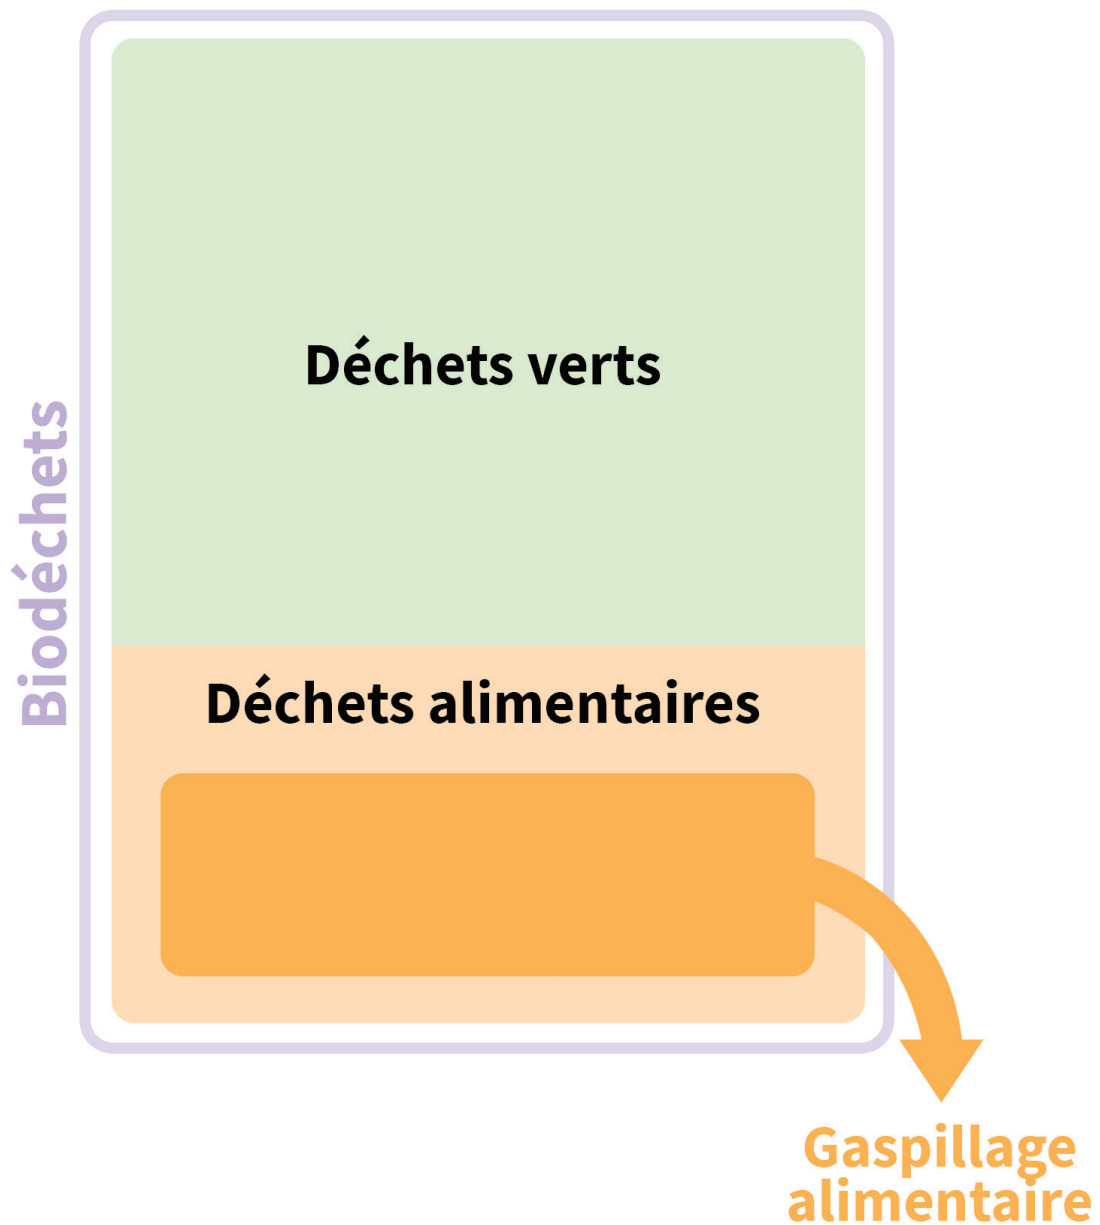 Biodéchets
Déchets verts
Déchets alimentaires
Gaspillage
alimentaire